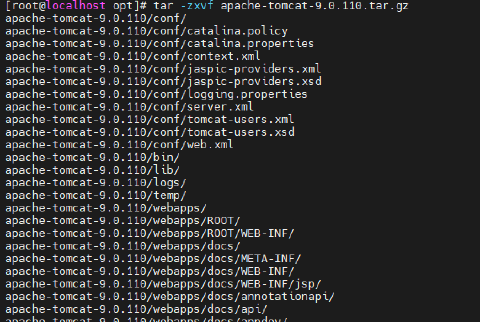 [root@localhost opt]# tar -zxvf apache-tomcat-9.0.110.tar.gz
apache-tomcat-9.0.110/conf/
apache-tomcat-9.0.110/conf/catalina.policy
apache-tomcat-9.0.110/conf/catalina.properties
apache-tomcat-9.0.110/conf/context.xml
apache-tomcat-9.0.110/conf/jaspic-providers.xml
apache-tomcat-9.0.110/conf/jaspic-providers.xsd
apache-tomcat-9.0.110/conf/logging.properties
apache-tomcat-9.0.110/conf/server.xml
apache-tomcat-9.0.110/conf/tomcat-users.xml
apache-tomcat-9.0.110/conf/tomcat-users.xsd
apache-tomcat-9.0.110/conf/web.xml
apache-tomcat-9.0.110/bin/
apache-tomcat-9.0.110/lib/
apache-tomcat-9.0.110/logs/
apache-tomcat-9.0.110/temp/
apache-tomcat-9.0.110/webapps/
apache-tomcat-9.0.110/webapps/ROOT/
apache-tomcat-9.0.110/webapps/ROOT/WEB-INF/
apache-tomcat-9.0.110/webapps/docs/
apache-tomcat-9.0.110/webapps/docs/META-INF/
apache-tomcat-9.0.110/webapps/docs/WEB-INF/
apache-tomcat-9.0.110/webapps/docs/WEB-INF/jsp/
apache-tomcat-9.0.110/webapps/docs/annotationapi/
apache-tomcat-9.0.110/webapps/docs/api/
apache-tomcat-9.0.110/webapps/docs/appdev/